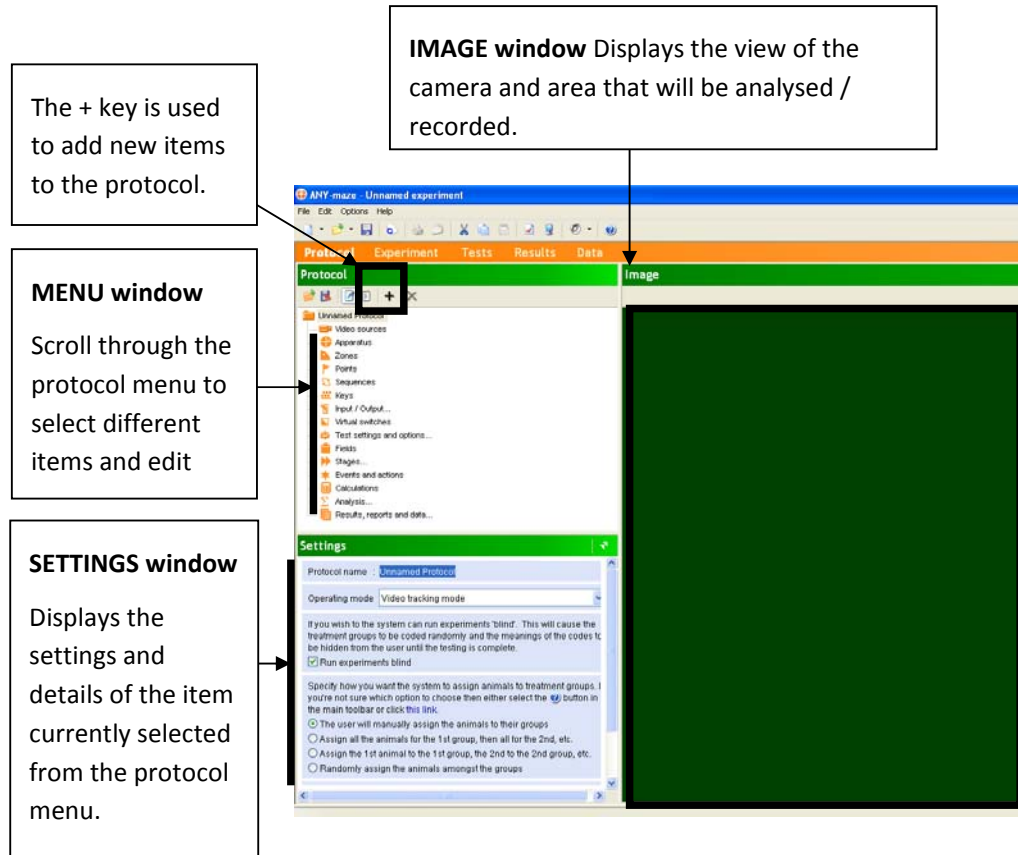 IMAGE window Displays the view of the
camera and area that will be analysed /
recorded.
The + key is used
to add new items
to the protocol.
MENU window
Scroll through the
protocol menu to
select different
items and edit
SETTINGS window
Displays the
settings and
details of the item
currently selected
from the protocol
menu.
ANY-maze - Unnamed experiment
File Edit Options Help
Protocol Experiment Tests Results Data
Protocol
Image
Unnamed Protocol
Video sources
Apparatus
Zones
Points
Sequences
Keys
Input / Output...
Virtual switches
Test settings and options...
Fields
Stages...
Events and actions
Calculations
Analysis...
Results, reports and data...
Settings
Protocol name : Unnamed Protocol
Operating mode Video tracking mode
If you wish to the system can run experiments 'blind'. This will cause the
treatment groups to be coded randomly and the meanings of the codes to
be hidden from the user until the testing is complete.
Run experiments blind
Specify how you want the system to assign animals to treatment groups. I
you're not sure which option to choose then either select the button in
the main toolbar or click this link.
The user will manually assign the animals to their groups
Assign all the animals for the 1st group, then all for the 2nd, etc.
Assign the 1st animal to the 1st group, the 2nd to the 2nd group, etc.
Randomly assign the animals amongst the groups